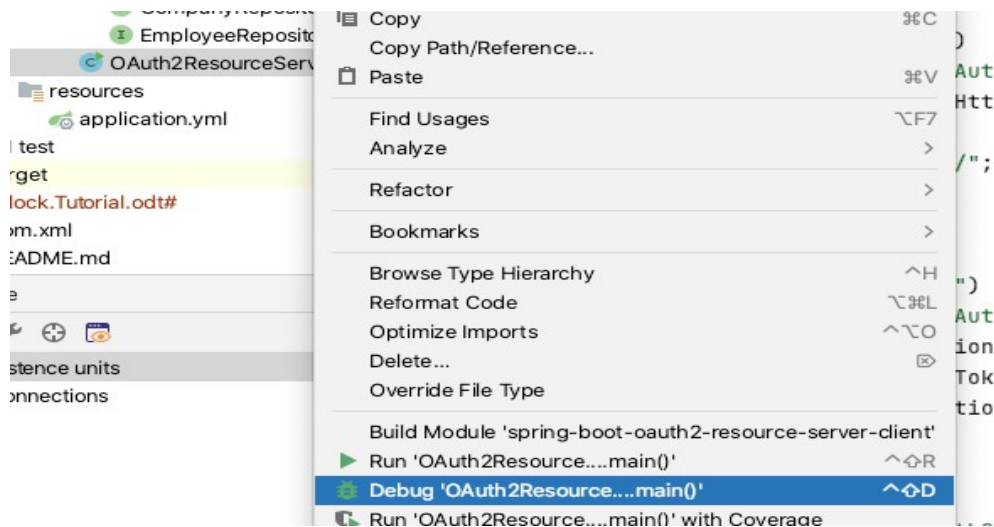 EmployeeReposito
OAuth2ResourceServ
resources
application.yml
test
rget
lock.Tutorial.odt#
om.xml
EADME.md
e
stence units
onnections
Copy ⌘C
Copy Path/Reference...
Paste ⌘V
Find Usages ⌥F7
Analyze >
Refactor >
Bookmarks >
Browse Type Hierarchy ^H
Reformat Code ⌥⌘L
Optimize Imports ^⌥O
Delete... ⌦
Override File Type
Build Module 'spring-boot-oauth2-resource-server-client'
Run 'OAuth2Resource....main()' ^⇧R
Debug 'OAuth2Resource....main()' ^⇧D
Run 'OAuth2Resource....main()' with Coverage
)
Aut
Htt
/";
")
Aut
ion
Tok
tio